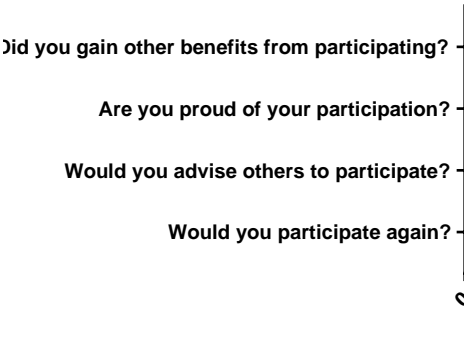 Did you gain other benefits from participating?
Are you proud of your participation?
Would you advise others to participate?
Would you participate again?